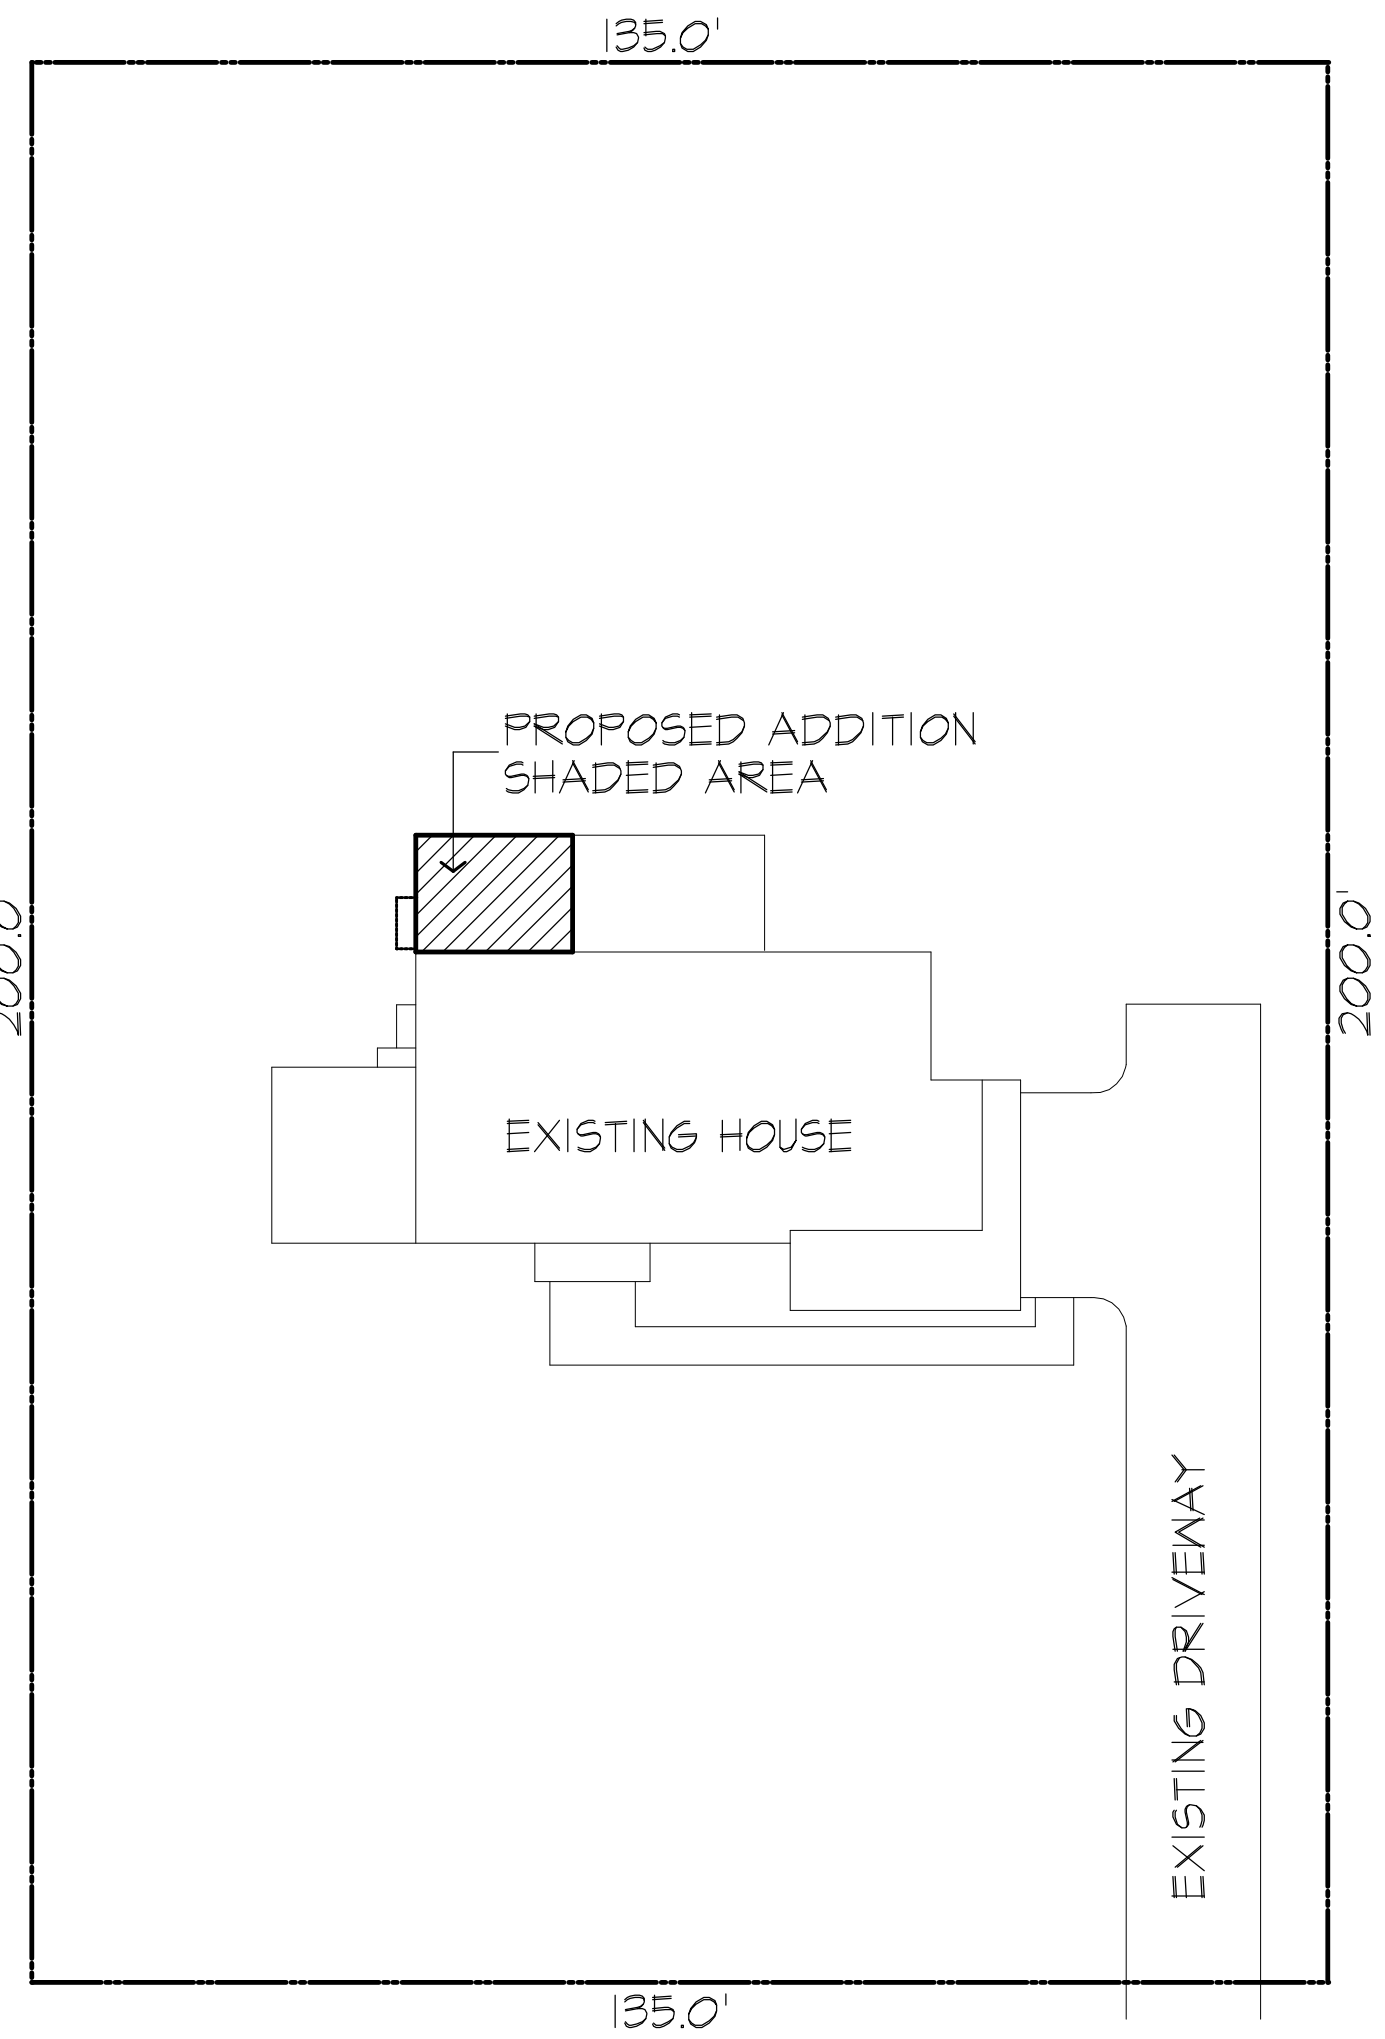 135.0'
PROPOSED ADDITION
SHADED AREA
200.0'
200.0'
EXISTING HOUSE
EXISTING DRIVEWAY
135.0'